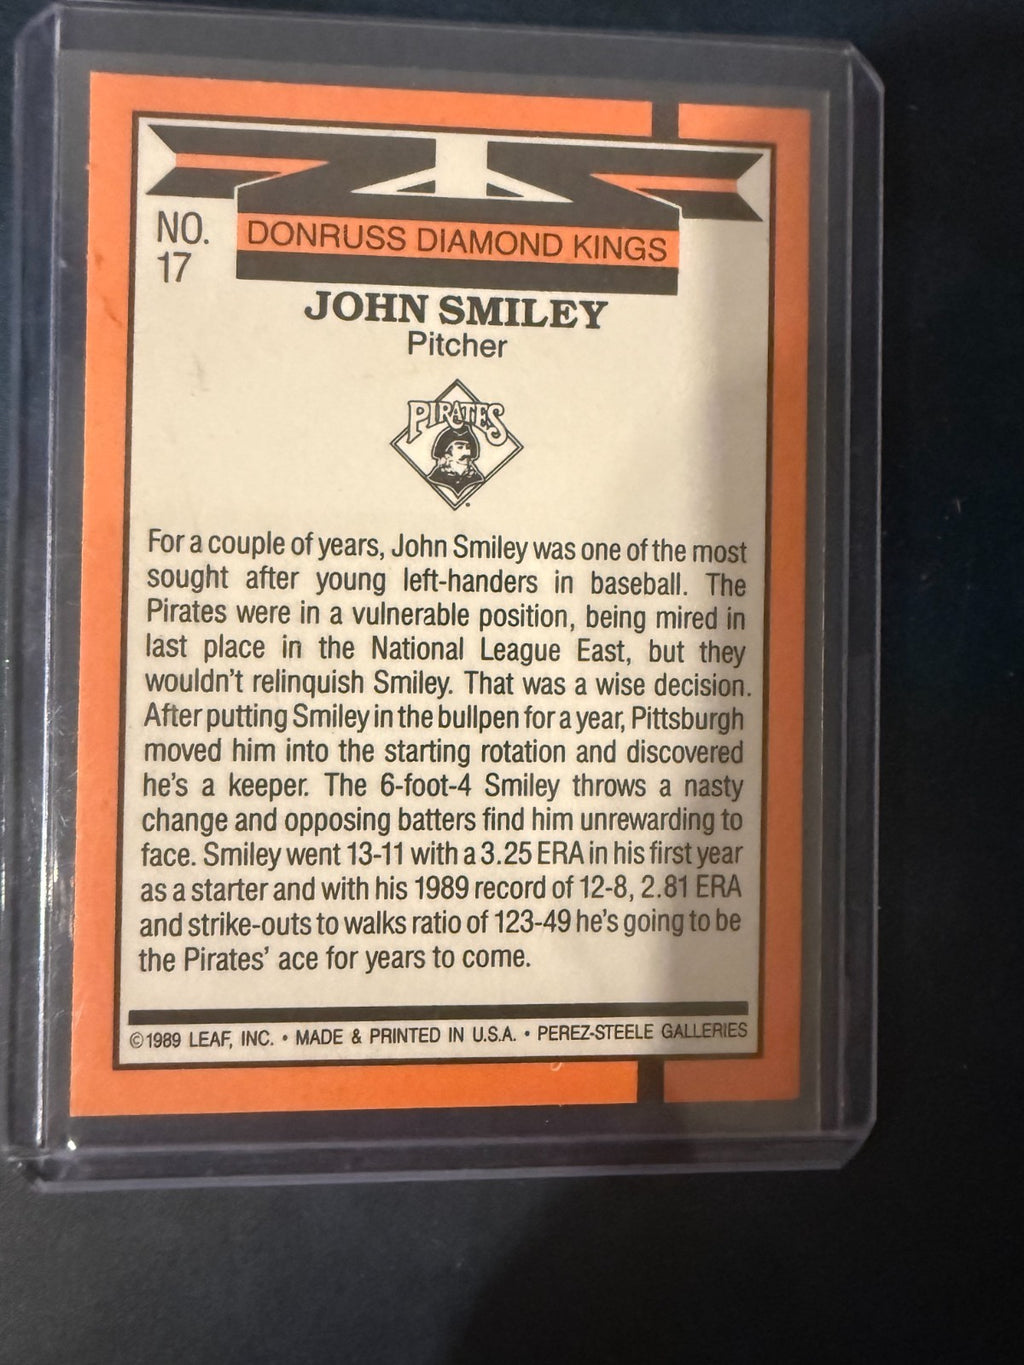 NO.
17
DONRUSS DIAMOND KINGS
JOHN SMILEY
Pitcher
PIRATES
For a couple of years, John Smiley was one of the most
sought after young left-handers in baseball. The
Pirates were in a vulnerable position, being mired in
last place in the National League East, but they
wouldn't relinquish Smiley. That was a wise decision.
After putting Smiley in the bullpen for a year, Pittsburgh
moved him into the starting rotation and discovered
he's a keeper. The 6-foot-4 Smiley throws a nasty
change and opposing batters find him unrewarding to
face. Smiley went 13-11 with a 3.25 ERA in his first year
as a starter and with his 1989 record of 12-8, 2.81 ERA
and strike-outs to walks ratio of 123-49 he's going to be
the Pirates' ace for years to come.
©1989 LEAF, INC. • MADE & PRINTED IN U.S.A. • PEREZ-STEELE GALLERIES